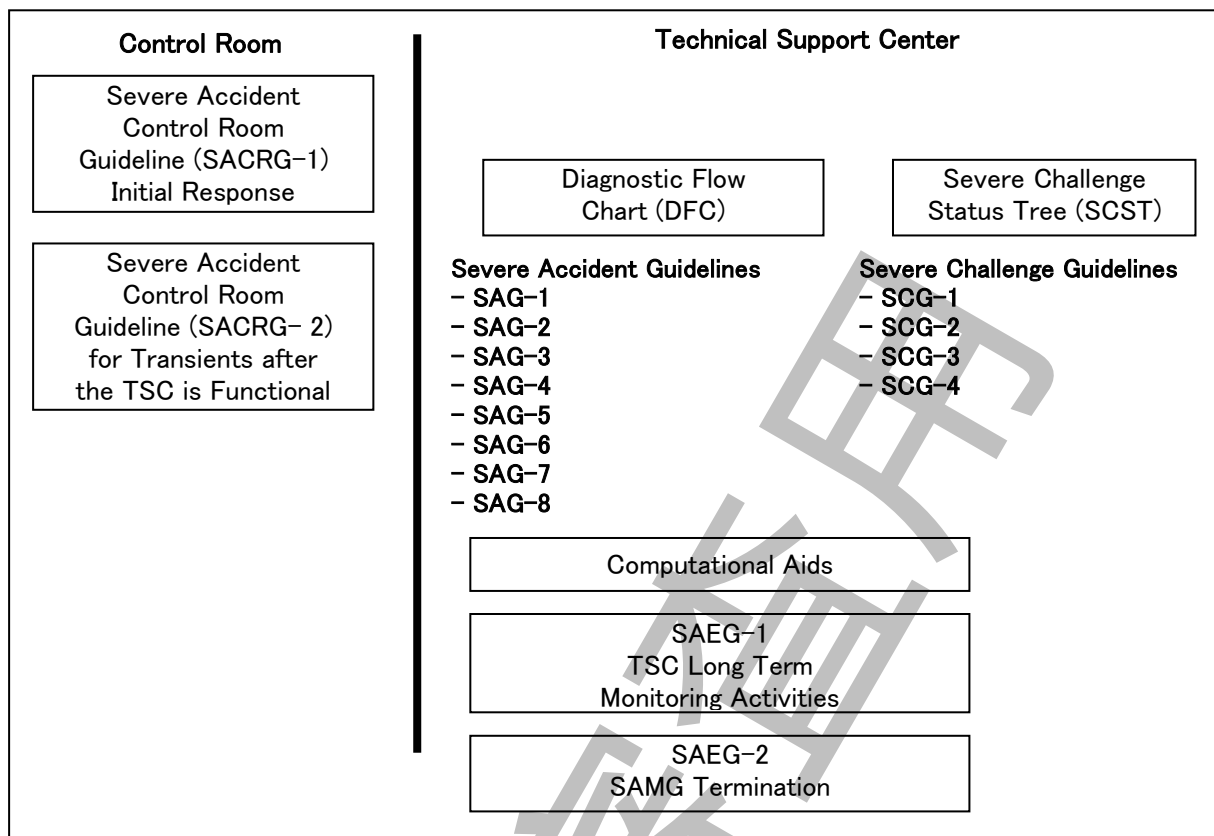 Control Room
Severe Accident
Control Room
Guideline (SACRG-1)
Initial Response
Severe Accident
Control Room
Guideline (SACRG- 2)
for Transients after
the TSC is Functional
Technical Support Center
Diagnostic Flow
Chart (DFC)
Severe Challenge
Status Tree (SCST)
Severe Accident Guidelines
- SAG-1
- SAG-2
- SAG-3
- SAG-4
- SAG-5
- SAG-6
- SAG-7
- SAG-8
Severe Challenge Guidelines
- SCG-1
- SCG-2
- SCG-3
- SCG-4
Computational Aids
SAEG-1
TSC Long Term
Monitoring Activities
SAEG-2
SAMG Termination
用